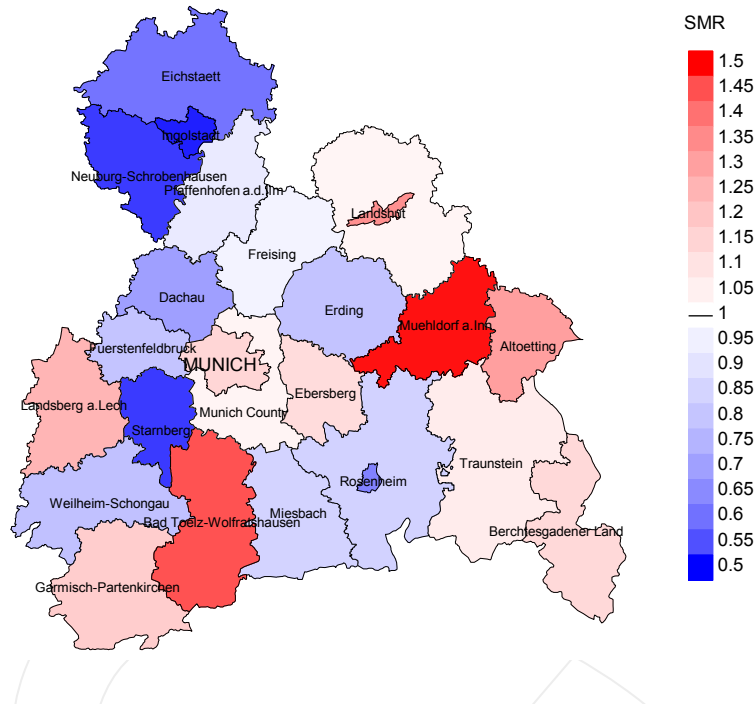 SMR
1.5
1.45
1.4
1.35
1.3
1.25
1.2
1.15
1.1
1.05
1
0.95
0.9
0.85
0.8
0.75
0.7
0.65
0.6
0.55
0.5
Eichstaett
Ingolstadt
Neuburg-Schrobenhausen
Pfaffenhofen a.d.Ilm
Landshut
Freising
Dachau
Erding
Muehldorf a.Inn
Altoetting
Fuerstenfeldbruck
MUNICH
Ebersberg
Landsberg a.Lech
Munich County
Starnberg
Traunstein
Rosenheim
Weilheim-Schongau
Miesbach
Bad Toelz-Wolfratshausen
Berchtesgadener Land
Garmisch-Partenkirchen